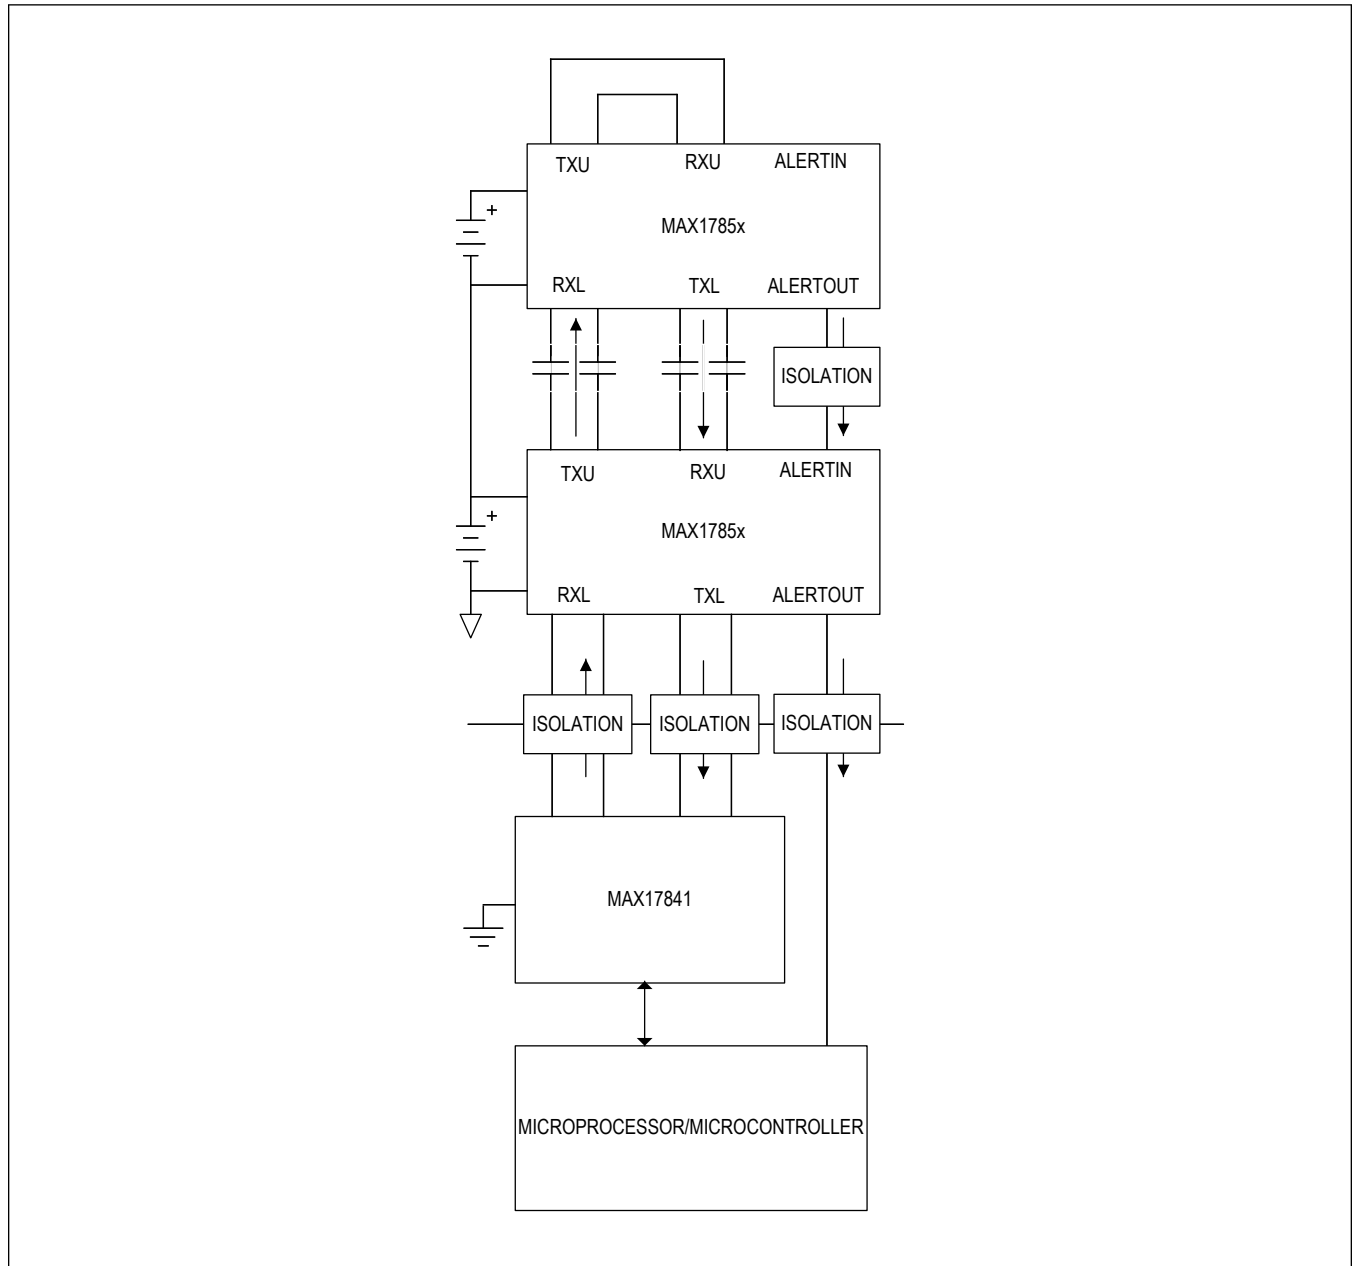 TXU RXU ALERTIN
+
MAX1785x
RXL TXL ALERTOUT
ISOLATION
TXU RXU ALERTIN
+
MAX1785x
RXL TXL ALERTOUT
ISOLATION ISOLATION ISOLATION
MAX17841
MICROPROCESSOR/MICROCONTROLLER